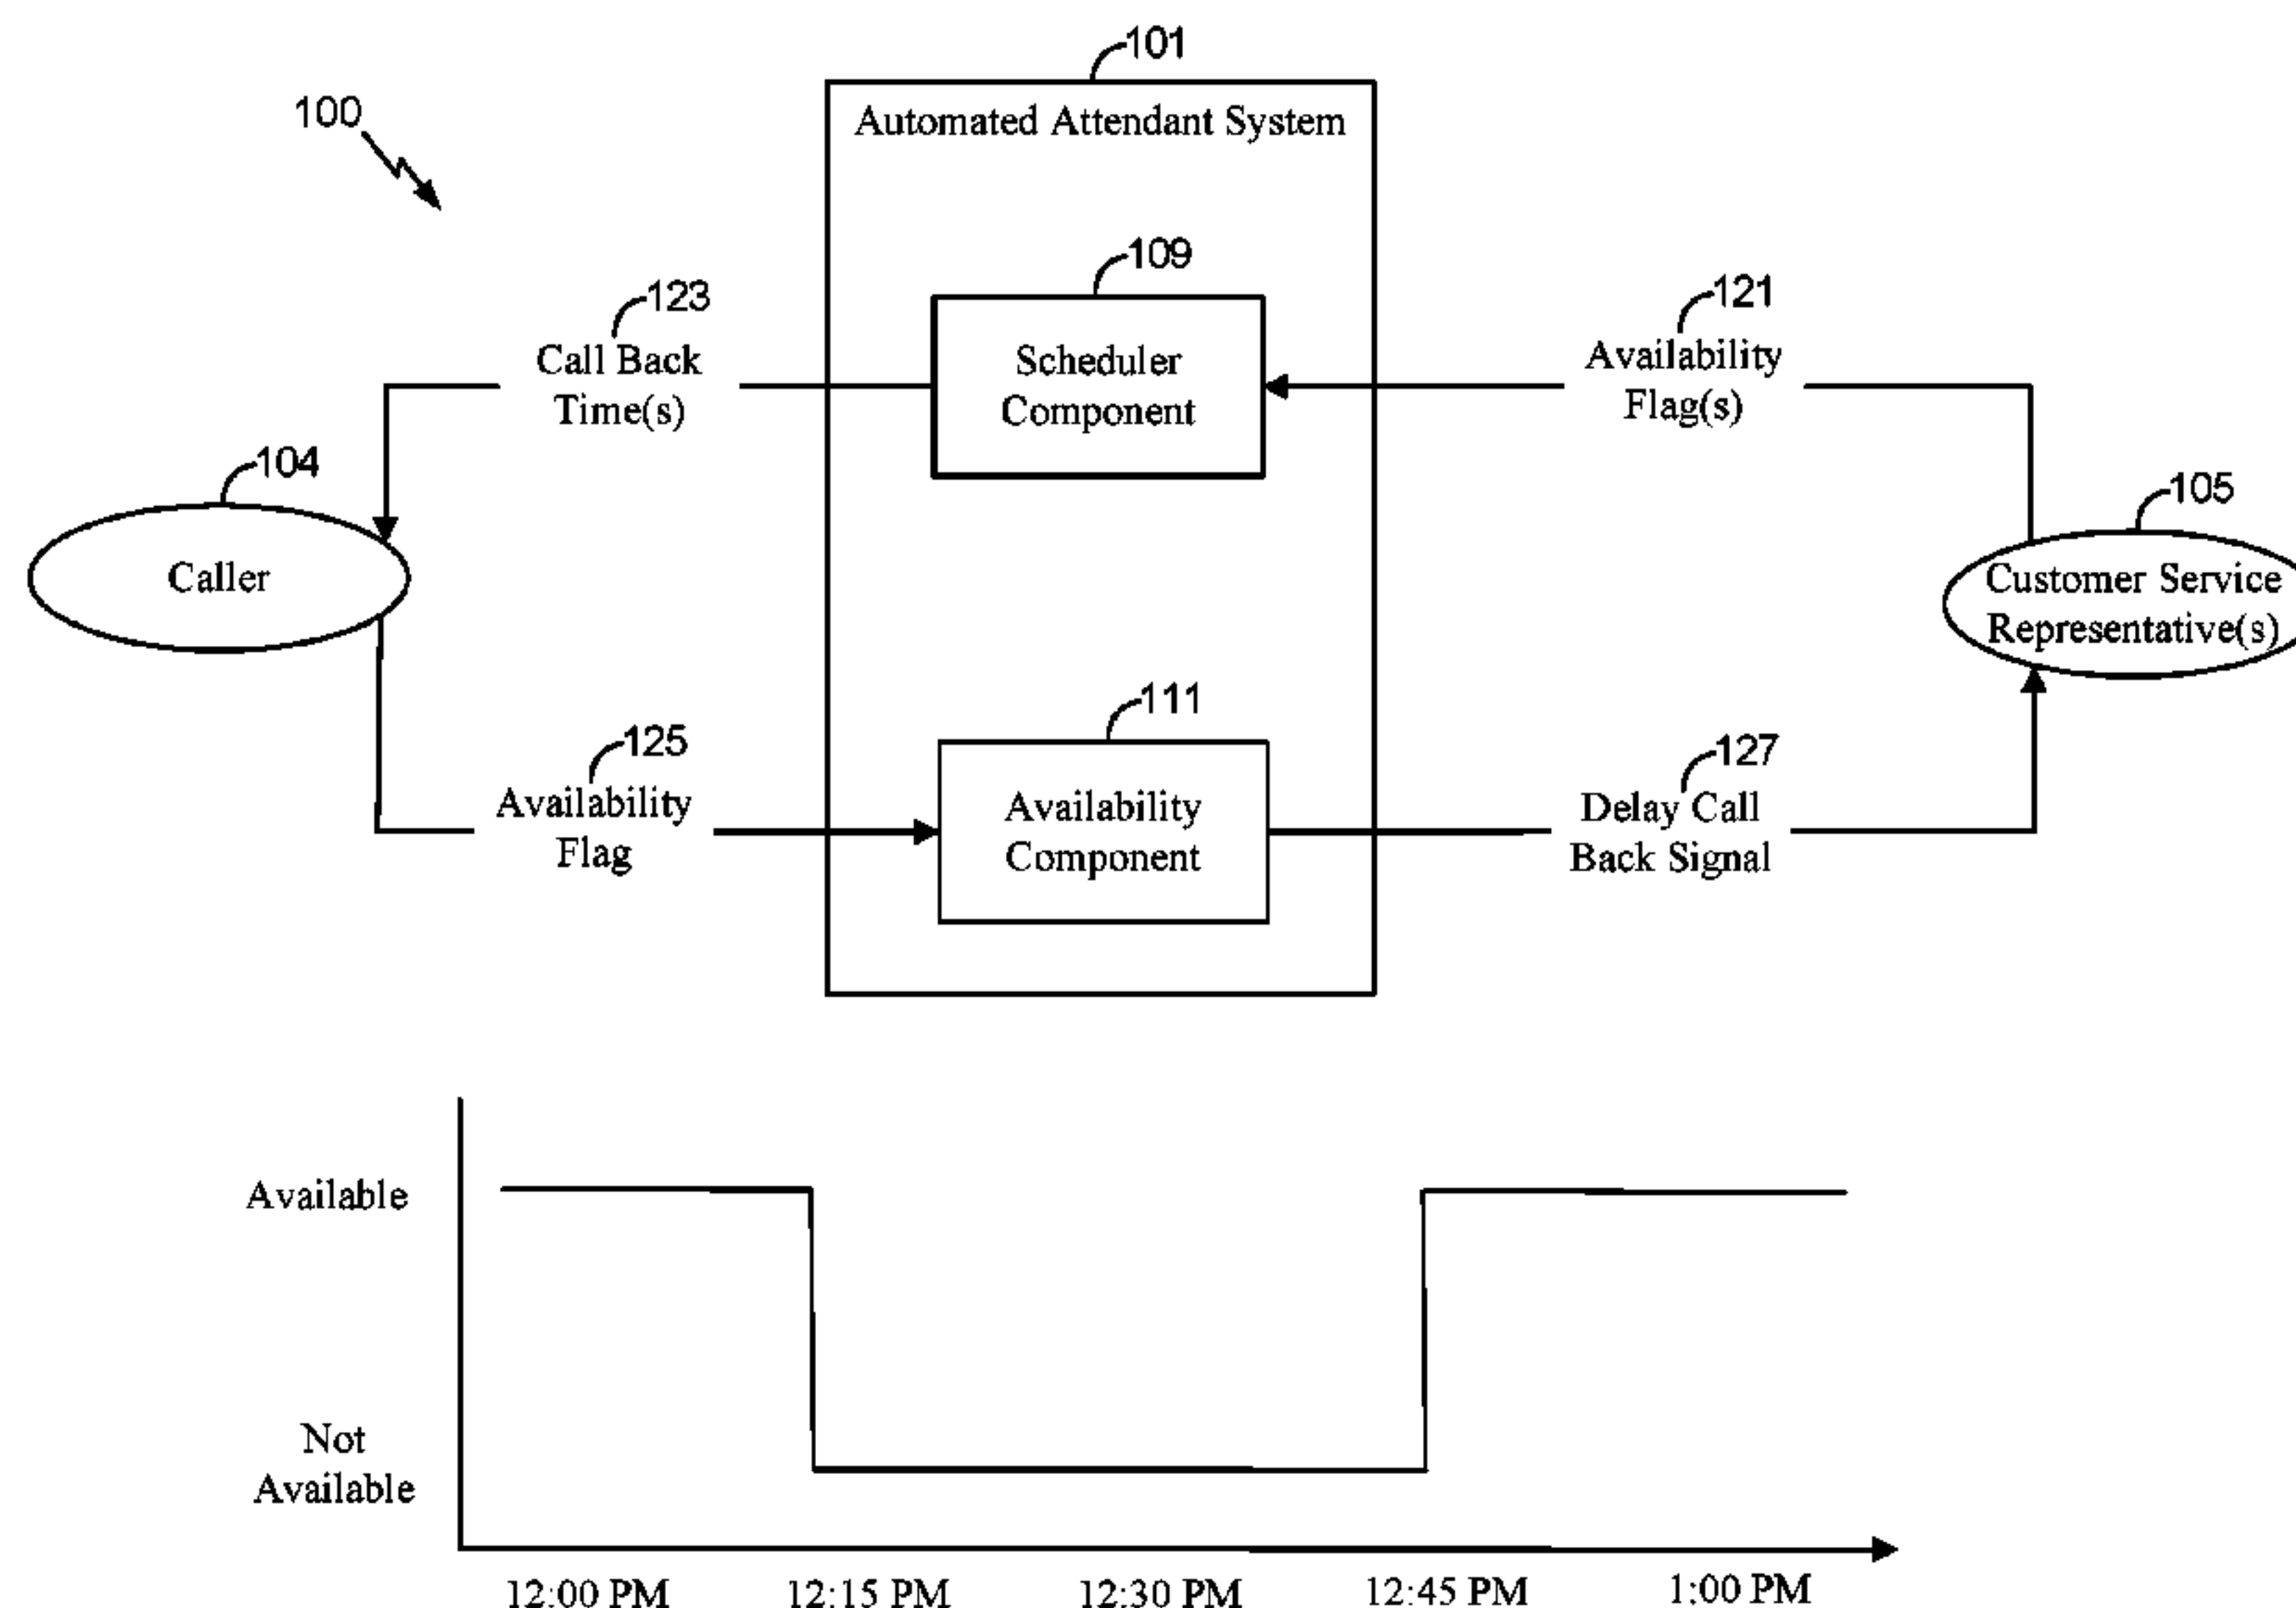 101
100
Automated Attendant System
109
123
121
Call Back
Time(s)
Scheduler
Component
Availability
Flag(s)
104
105
Caller
Customer Service
Representative(s)
111
125
127
Availability
Flag
Availability
Component
Delay Call
Back Signal
Available
Not
Available
12:00 PM
12:15 PM
12:30 PM
12:45 PM
1:00 PM